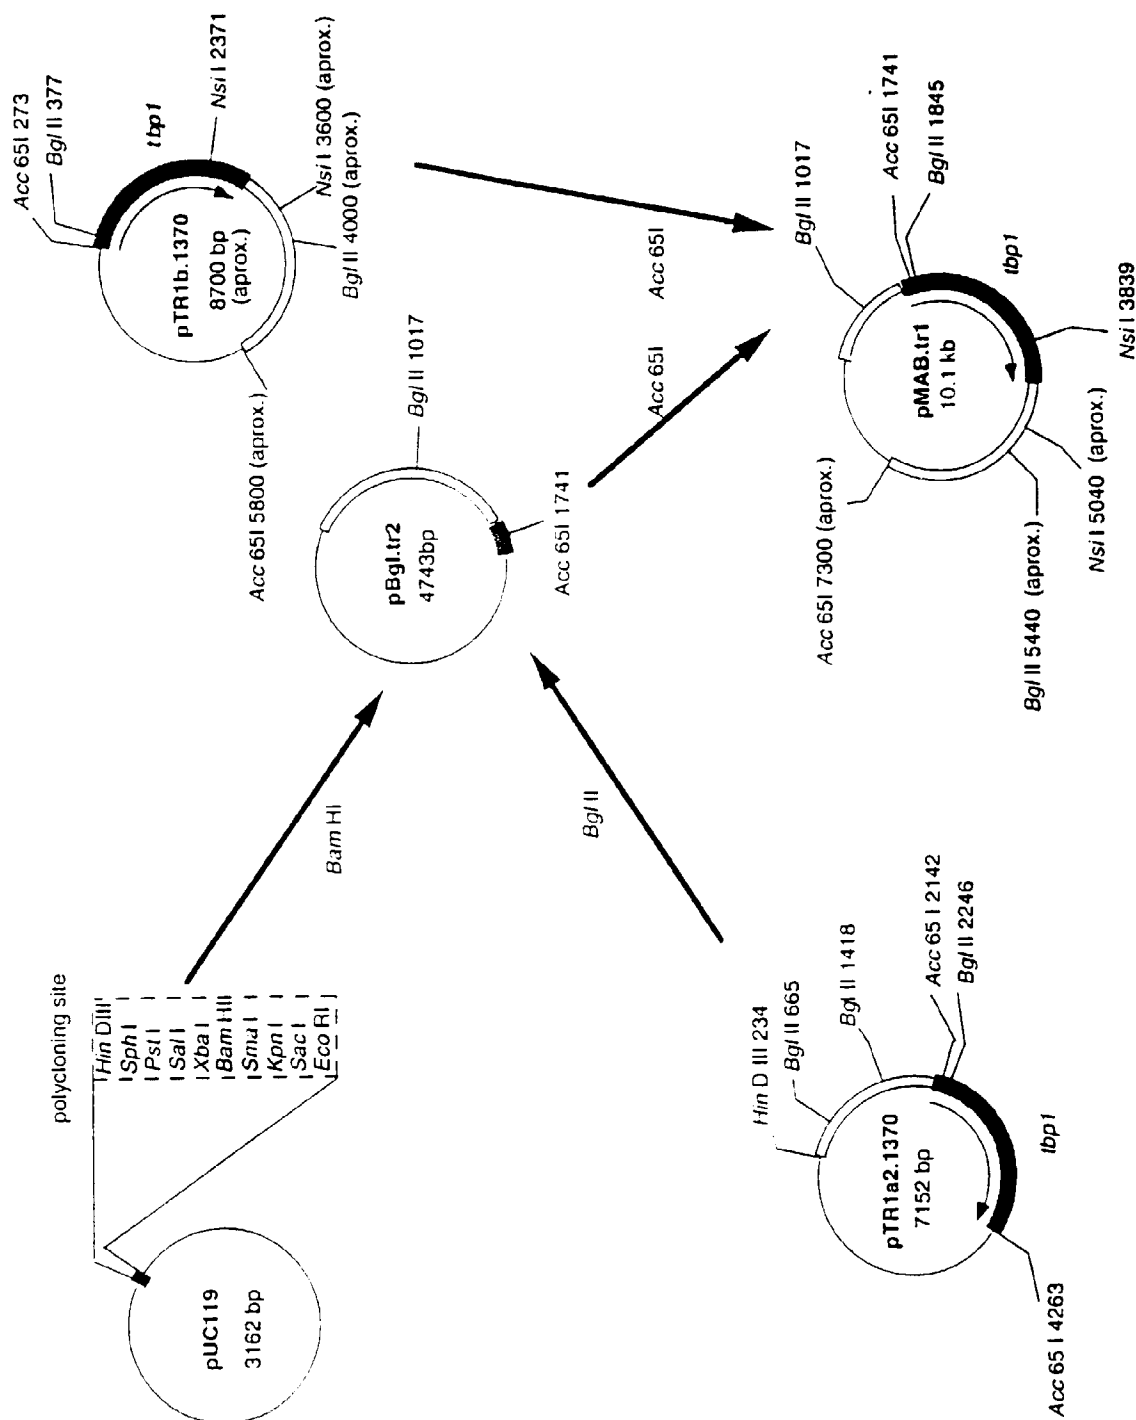 polycloning site
Hin DIII
Sph I
Pst I
Sal I
Xba I
Bam HII
Sma I
Kpn I
Sac I
Eco RI
pUC119
3162 bp
Bam HI
Hin D III 234
Bgl II 665
Bgl II 1418
Acc 65 I 2142
Bgl II 2246
pTR1a2.1370
7152 bp
tbp1
Acc 65 I 4263
Bgl II
Bgl II 1017
pBgl.tr2
4743bp
Acc 65I 1741
Acc 65I 273
Bgl II 377
tbp1
Nsi I 2371
pTR1b.1370
8700 bp
(aprox.)
Nsi I 3600 (aprox.)
Bgl II 4000 (aprox.)
Acc 65I 5800 (aprox.)
Acc 65I
Acc 65I
Bgl II 1017
Acc 65I 1741
Bgl II 1845
pMAB.tr1
10.1 kb
tbp1
Nsi I 3839
Nsi I 5040 (aprox.)
Bgl II 5440 (aprox.)
Acc 65I 7300 (aprox.)